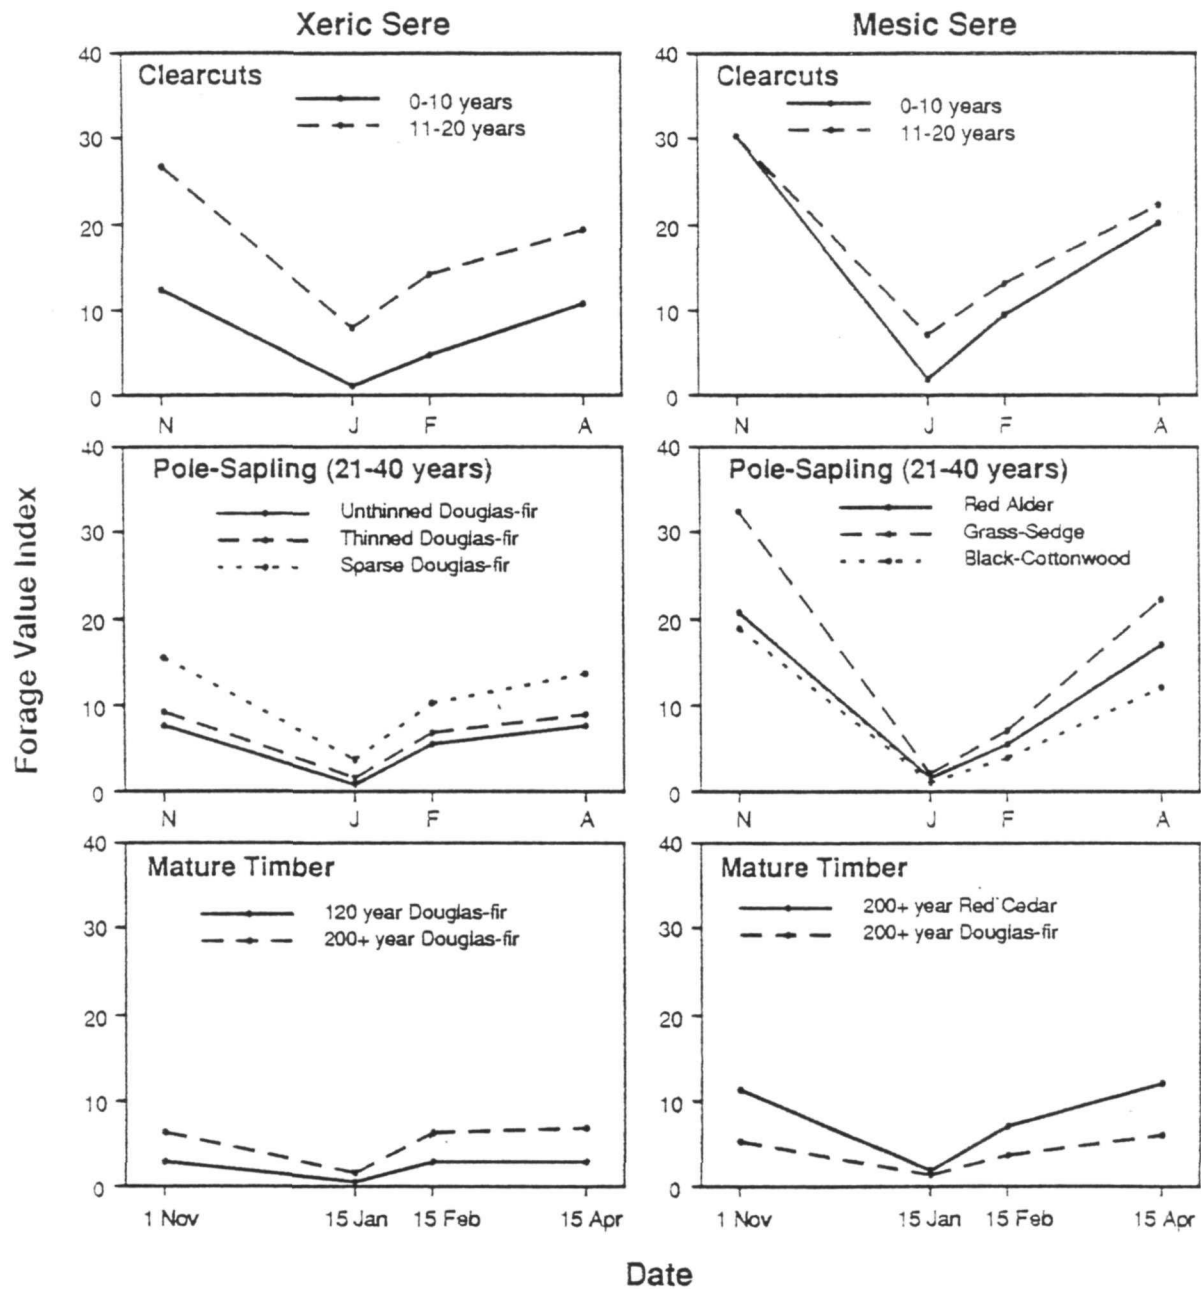 Xeric Sere
Mesic Sere
Forage Value Index
40
30
20
10
0
Clearcuts
0-10 years
11-20 years
N J F A
40
30
20
10
0
Clearcuts
0-10 years
11-20 years
N J F A
40
30
20
10
0
Pole-Sapling (21-40 years)
Unthinned Douglas-fir
Thinned Douglas-fir
Sparse Douglas-fir
N J F A
40
30
20
10
0
Pole-Sapling (21-40 years)
Red Alder
Grass-Sedge
Black-Cottonwood
N J F A
40
30
20
10
0
Mature Timber
120 year Douglas-fir
200+ year Douglas-fir
1 Nov 15 Jan 15 Feb 15 Apr
40
30
20
10
0
Mature Timber
200+ year Red Cedar
200+ year Douglas-fir
1 Nov 15 Jan 15 Feb 15 Apr
Date